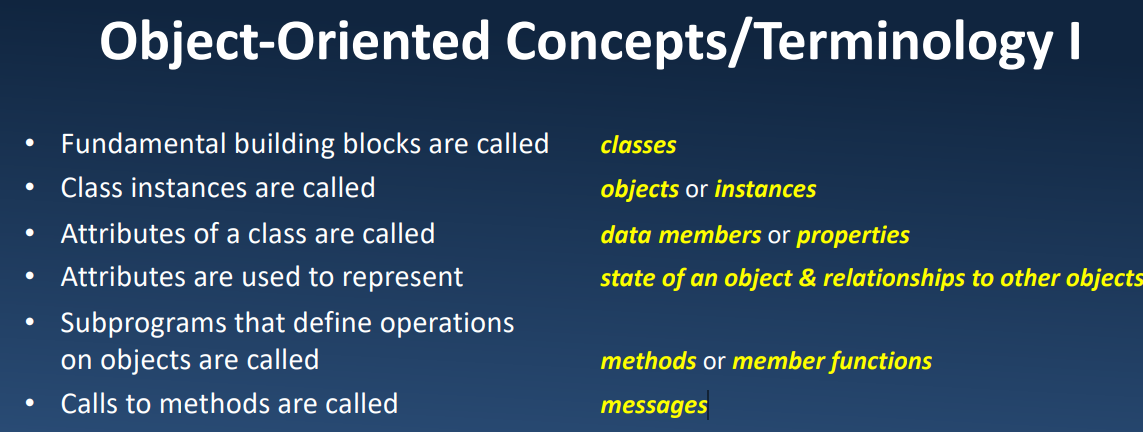 Object-Oriented Concepts/Terminology I
• Fundamental building blocks are called classes
• Class instances are called objects or instances
• Attributes of a class are called data members or properties
• Attributes are used to represent state of an object & relationships to other objects
• Subprograms that define operations
on objects are called methods or member functions
• Calls to methods are called messages